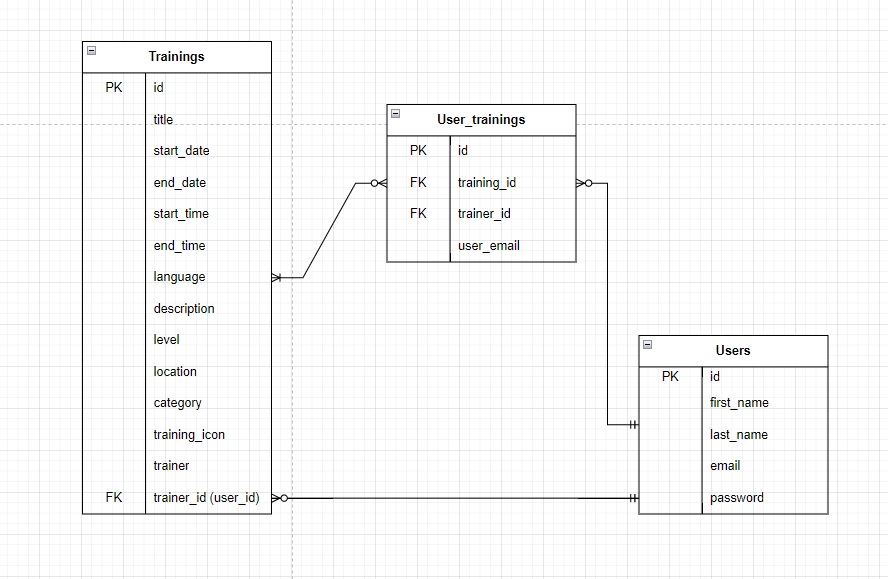 Trainings
PK id
title
start_date
end_date
start_time
end_time
language
description
level
location
category
training_icon
trainer
FK trainer_id (user_id)
User_trainings
PK id
FK training_id
FK trainer_id
user_email
Users
PK id
first_name
last_name
email
password